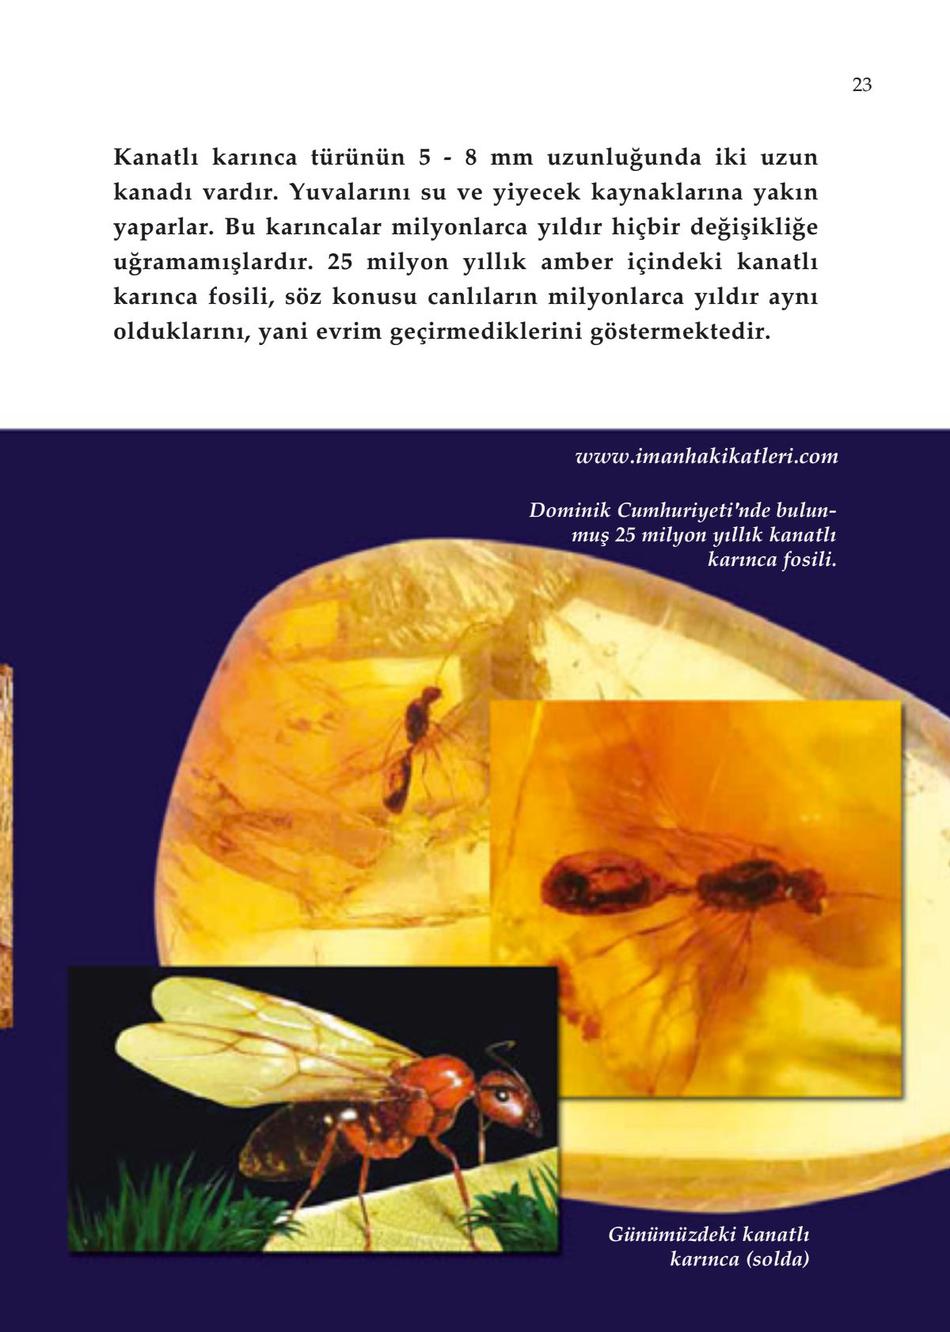 23
Kanatlı karınca türünün 5 - 8 mm uzunluğunda iki uzun
kanadı vardır. Yuvalarını su ve yiyecek kaynaklarına yakın
yaparlar. Bu karıncalar milyonlarca yıldır hiçbir değişikliğe
uğramamışlardır. 25 milyon yıllık amber içindeki kanatlı
karınca fosili, söz konusu canlıların milyonlarca yıldır aynı
olduklarını, yani evrim geçirmediklerini göstermektedir.
www.imanhakikatleri.com
Dominik Cumhuriyeti'nde bulun-
muş 25 milyon yıllık kanatlı
karınca fosili.
Günümüzdeki kanatlı
karınca (solda)